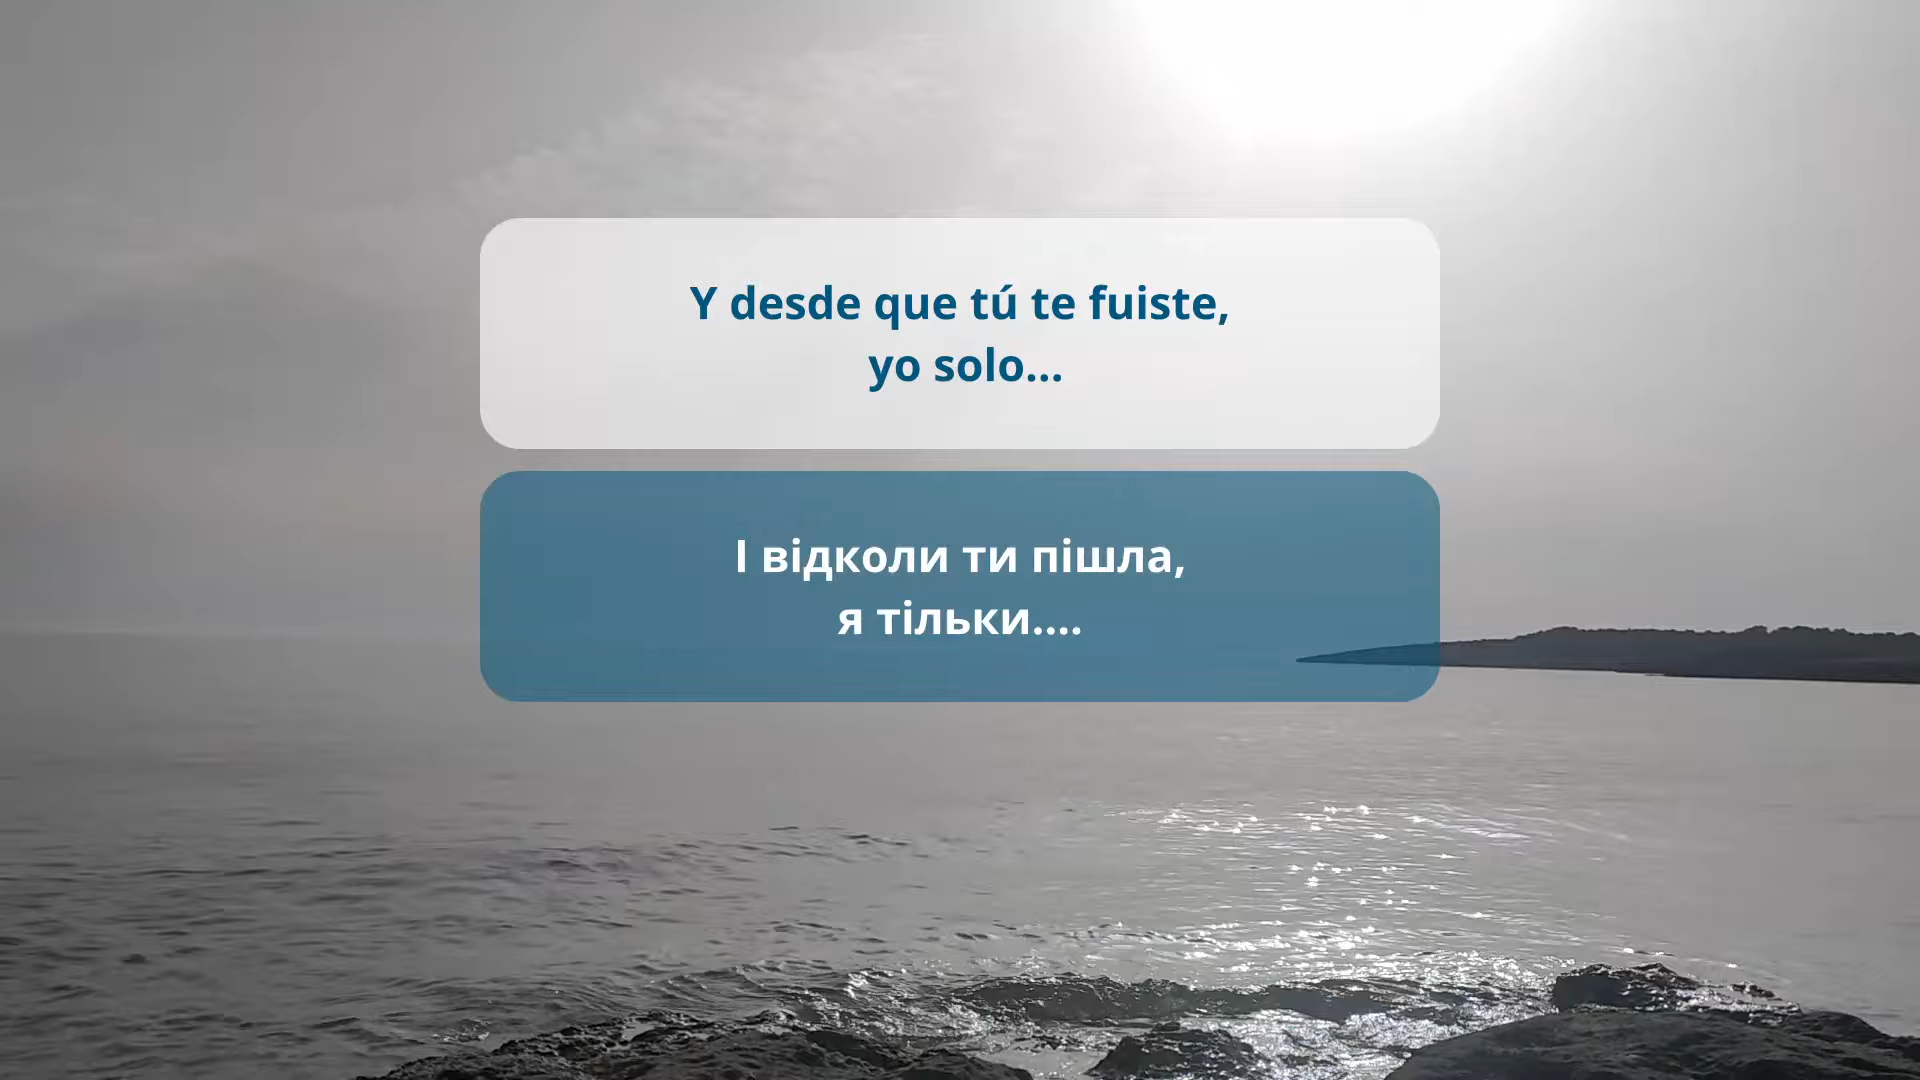 Y desde que tú te fuiste,
yo solo...
І відколи ти пішла,
я тільки....